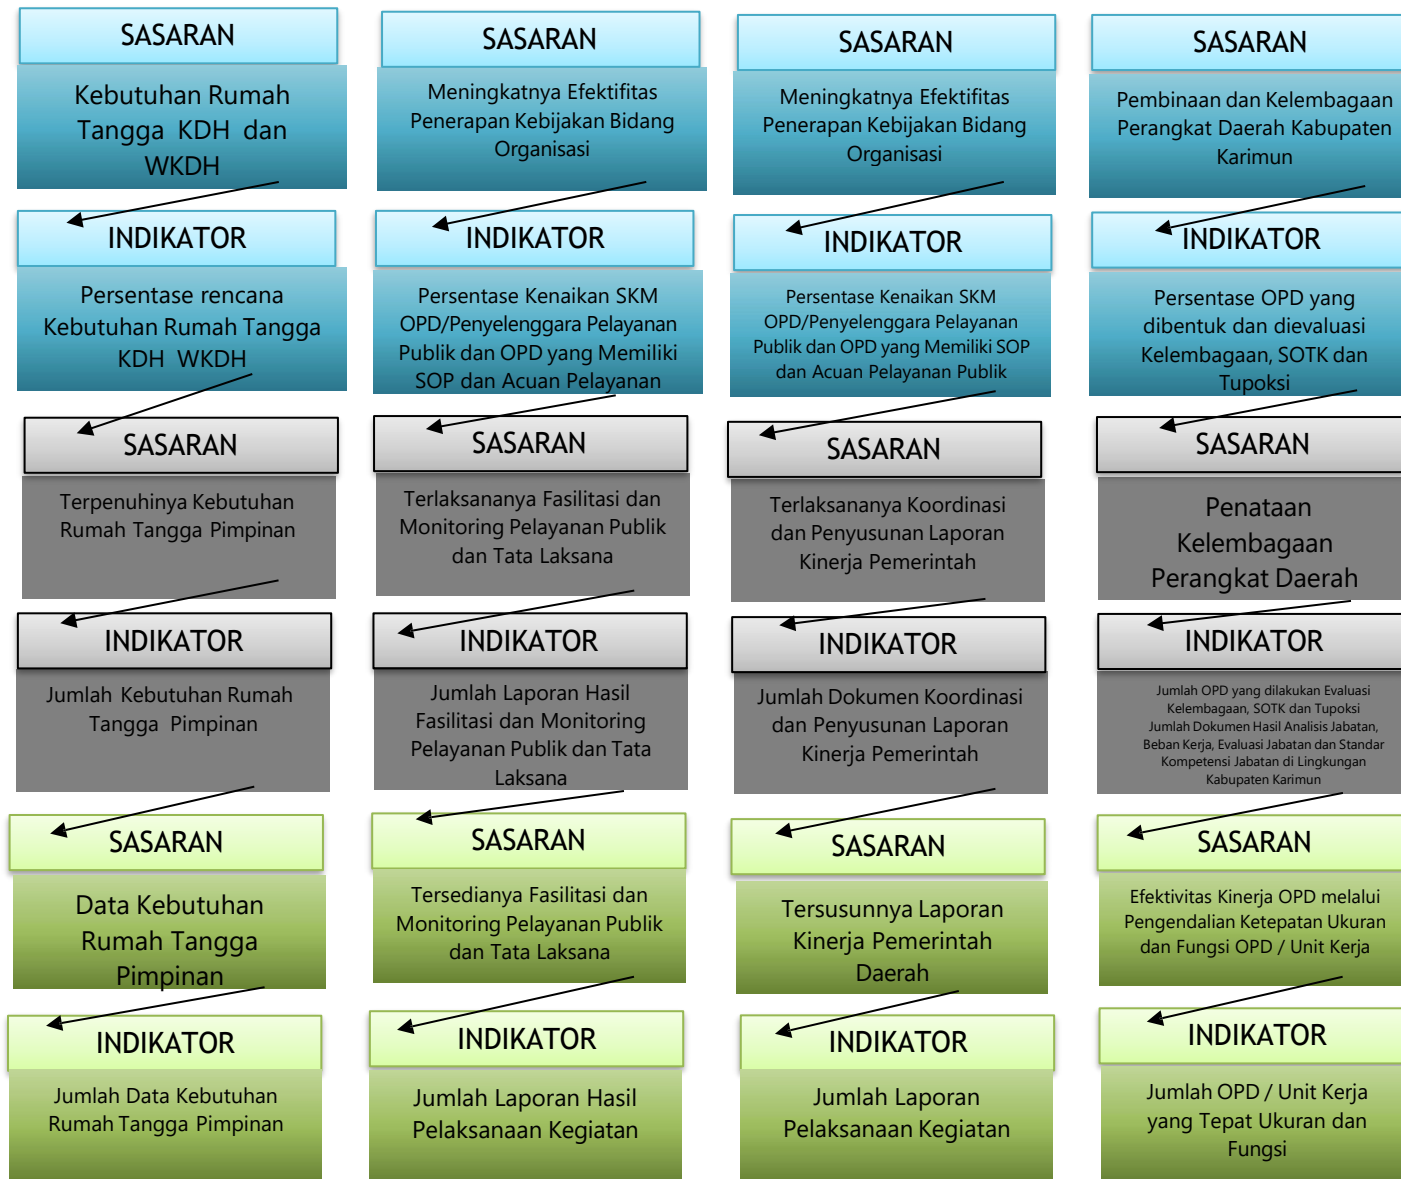 SASARAN
Kebutuhan Rumah
Tangga KDH dan
WKDH
INDIKATOR
Persentase rencana
Kebutuhan Rumah Tangga
KDH WKDH
SASARAN
Terpenuhinya Kebutuhan
Rumah Tangga Pimpinan
INDIKATOR
Jumlah Kebutuhan Rumah
Tangga Pimpinan
SASARAN
Data Kebutuhan
Rumah Tangga
Pimpinan
INDIKATOR
Jumlah Data Kebutuhan
Rumah Tangga Pimpinan
SASARAN
Meningkatnya Efektifitas
Penerapan Kebijakan Bidang
Organisasi
INDIKATOR
Persentase Kenaikan SKM
OPD/Penyelenggara Pelayanan
Publik dan OPD yang Memiliki
SOP dan Acuan Pelayanan
SASARAN
Terlaksananya Fasilitasi dan
Monitoring Pelayanan Publik
dan Tata Laksana
INDIKATOR
Jumlah Laporan Hasil
Fasilitasi dan Monitoring
Pelayanan Publik dan Tata
Laksana
SASARAN
Tersedianya Fasilitasi dan
Monitoring Pelayanan Publik
dan Tata Laksana
INDIKATOR
Jumlah Laporan Hasil
Pelaksanaan Kegiatan
SASARAN
Meningkatnya Efektifitas
Penerapan Kebijakan Bidang
Organisasi
INDIKATOR
Persentase Kenaikan SKM
OPD/Penyelenggara Pelayanan
Publik dan OPD yang Memiliki SOP
dan Acuan Pelayanan Publik
SASARAN
Terlaksananya Koordinasi
dan Penyusunan Laporan
Kinerja Pemerintah
INDIKATOR
Jumlah Dokumen Koordinasi
dan Penyusunan Laporan
Kinerja Pemerintah
SASARAN
Tersusunnya Laporan
Kinerja Pemerintah
Daerah
INDIKATOR
Jumlah Laporan
Pelaksanaan Kegiatan
SASARAN
Pembinaan dan Kelembagaan
Perangkat Daerah Kabupaten
Karimun
INDIKATOR
Persentase OPD yang
dibentuk dan dievaluasi
Kelembagaan, SOTK dan
Tupoksi
SASARAN
Penataan
Kelembagaan
Perangkat Daerah
INDIKATOR
Jumlah OPD yang dilakukan Evaluasi
Kelembagaan, SOTK dan Tupoksi
Jumlah Dokumen Hasil Analisis Jabatan,
Beban Kerja, Evaluasi Jabatan dan Standar
Kompetensi Jabatan di Lingkungan
Kabupaten Karimun
SASARAN
Efektivitas Kinerja OPD melalui
Pengendalian Ketepatan Ukuran
dan Fungsi OPD / Unit Kerja
INDIKATOR
Jumlah OPD / Unit Kerja
yang Tepat Ukuran dan
Fungsi